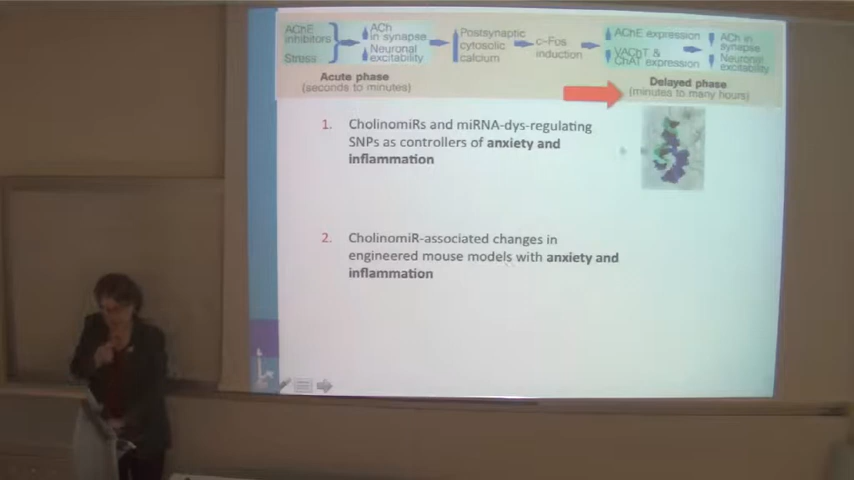 AChE inhibitors
Stress
ACh in synapse
Neuronal excitability
Postsynaptic cytosolic calcium
c-Fos induction
AChE expression
VAChT & ChAT expression
ACh in synapse
Neuronal excitability
Acute phase
(seconds to minutes)
Delayed phase
(minutes to many hours)
1. CholinomiRs and miRNA-dys-regulating
SNPs as controllers of anxiety and
inflammation
2. CholinomiR-associated changes in
engineered mouse models with anxiety and
inflammation